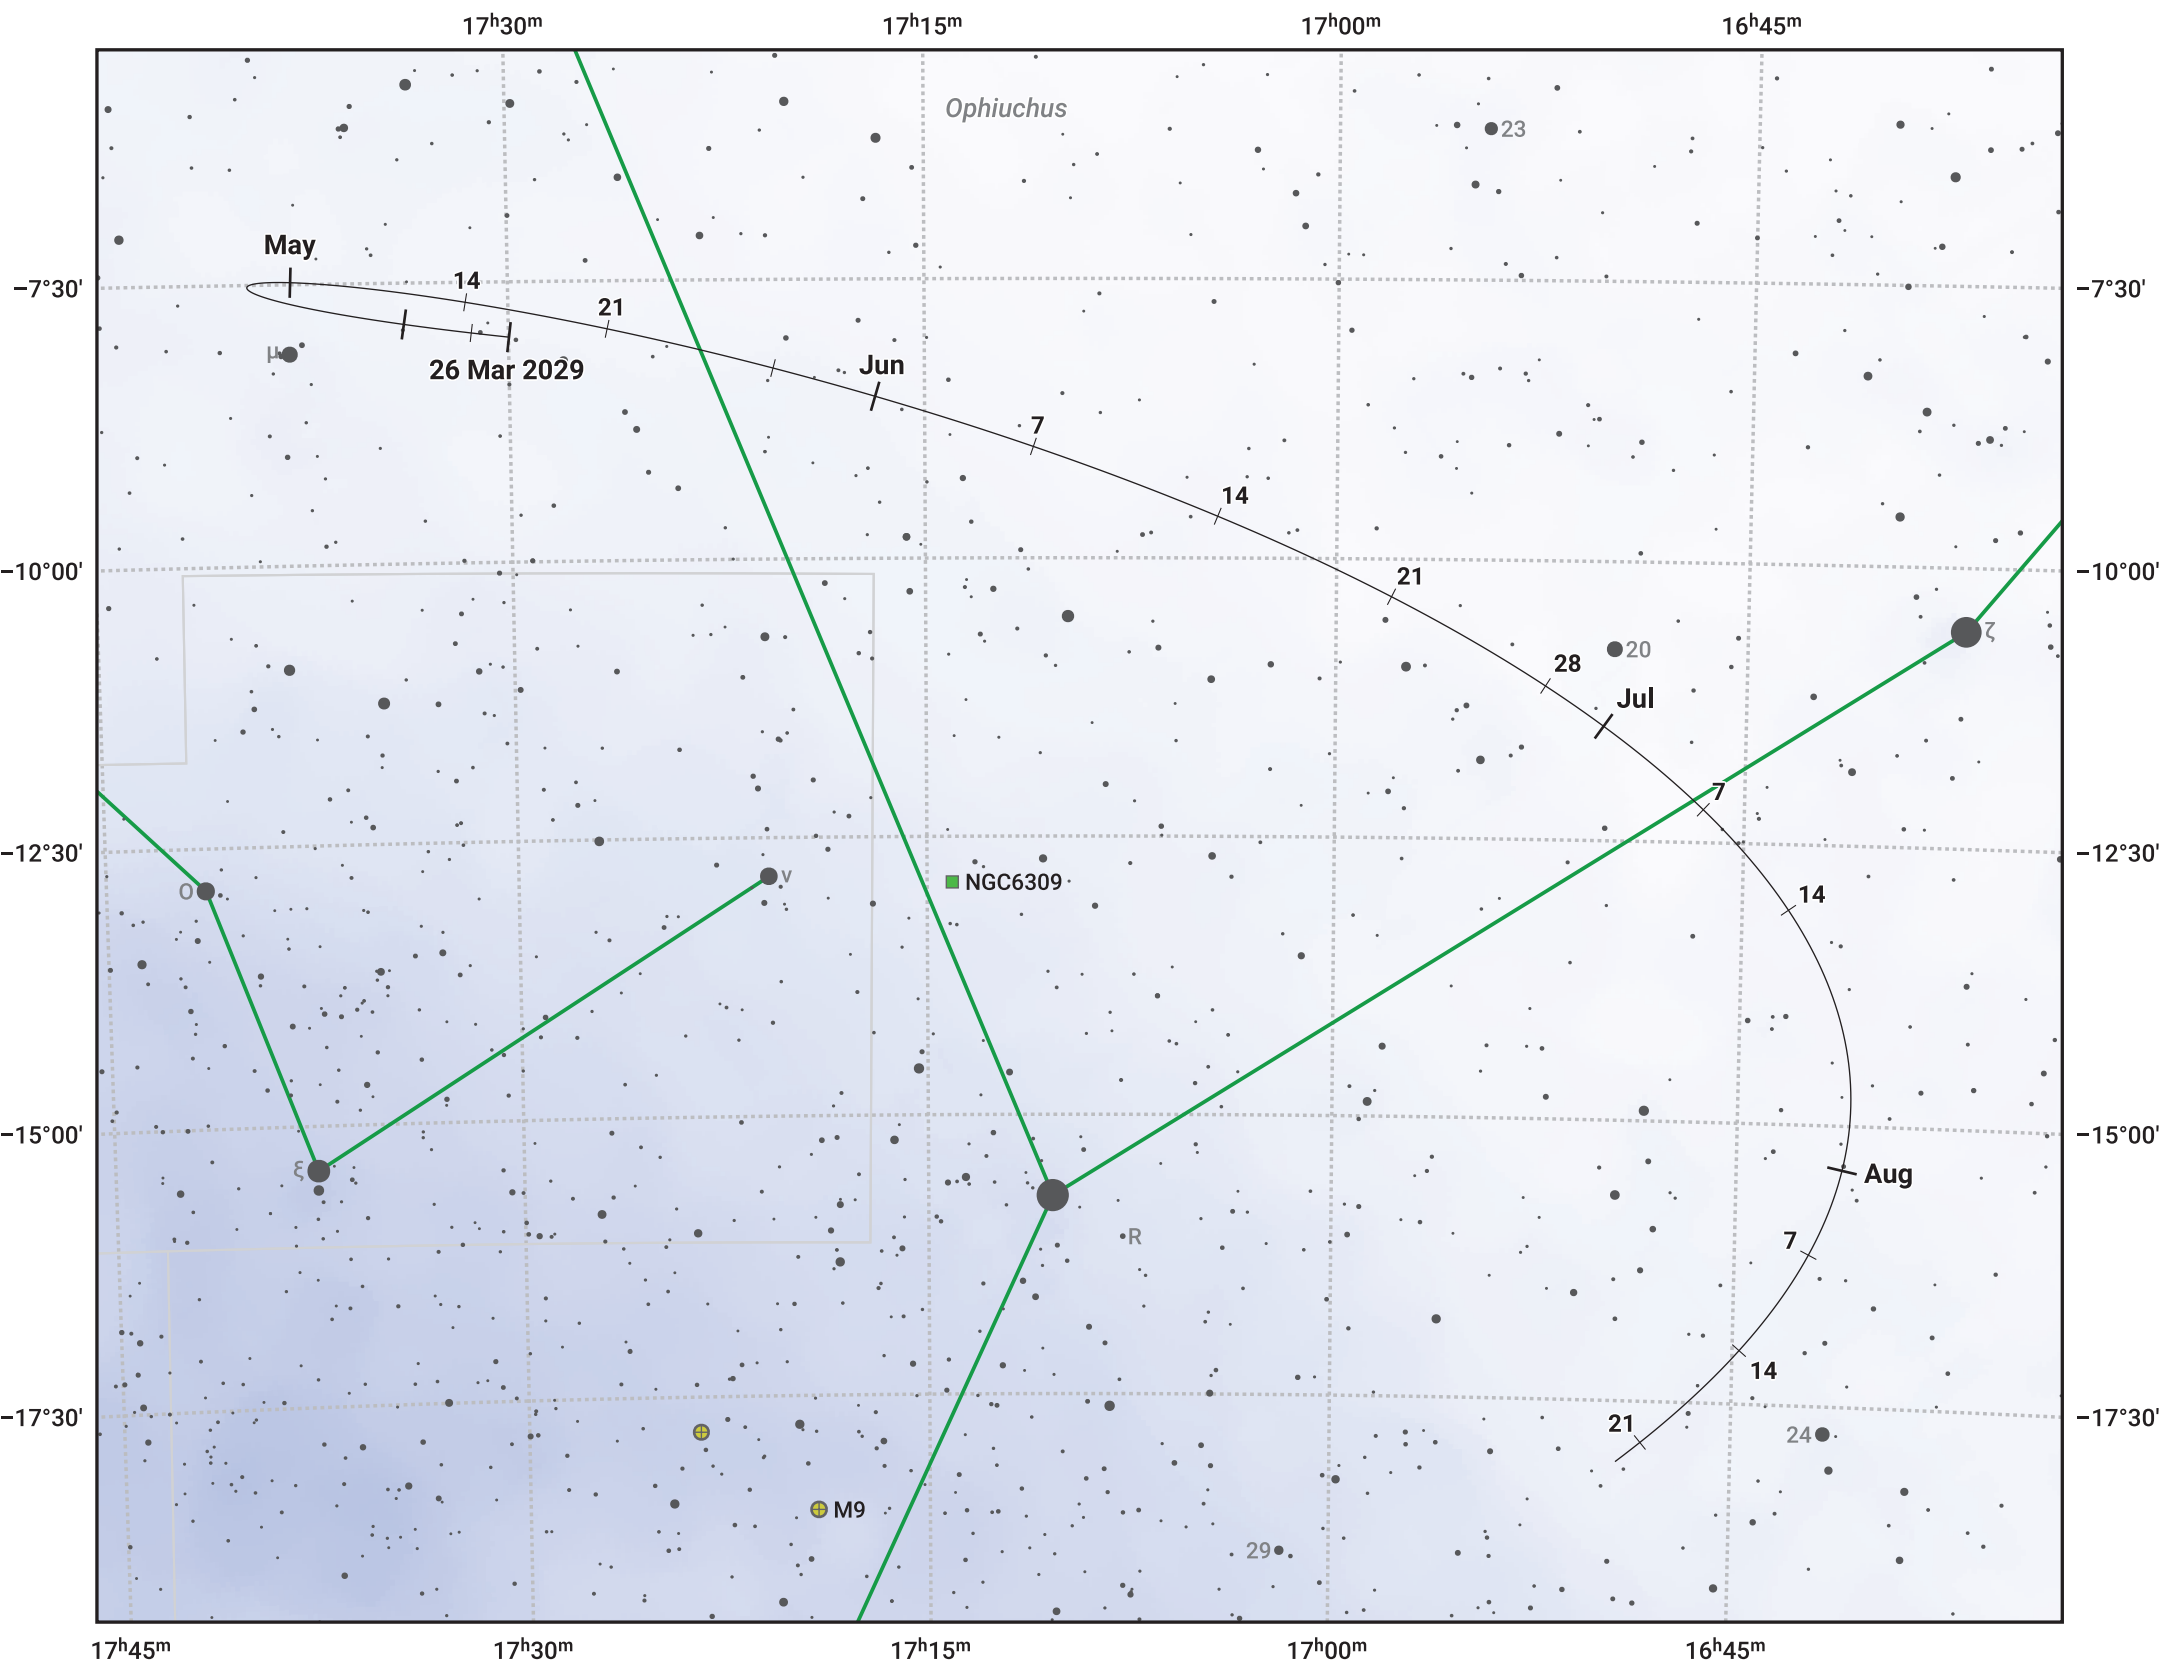 17ʰ30ᵐ 17ʰ15ᵐ 17ʰ00ᵐ 16ʰ45ᵐ
Ophiuchus
23
May
−7°30' 14 −7°30'
21
μ
26 Mar 2029
Jun
7
14
−10°00' 21 −10°00'
ζ
20
28
Jul
7
−12°30' −12°30'
ν
NGC6309
O
14
−15°00' −15°00'
ξ
Aug
R
7
14
−17°30' 21 −17°30'
24
M9
29
17ʰ45ᵐ 17ʰ30ᵐ 17ʰ15ᵐ 17ʰ00ᵐ 16ʰ45ᵐ